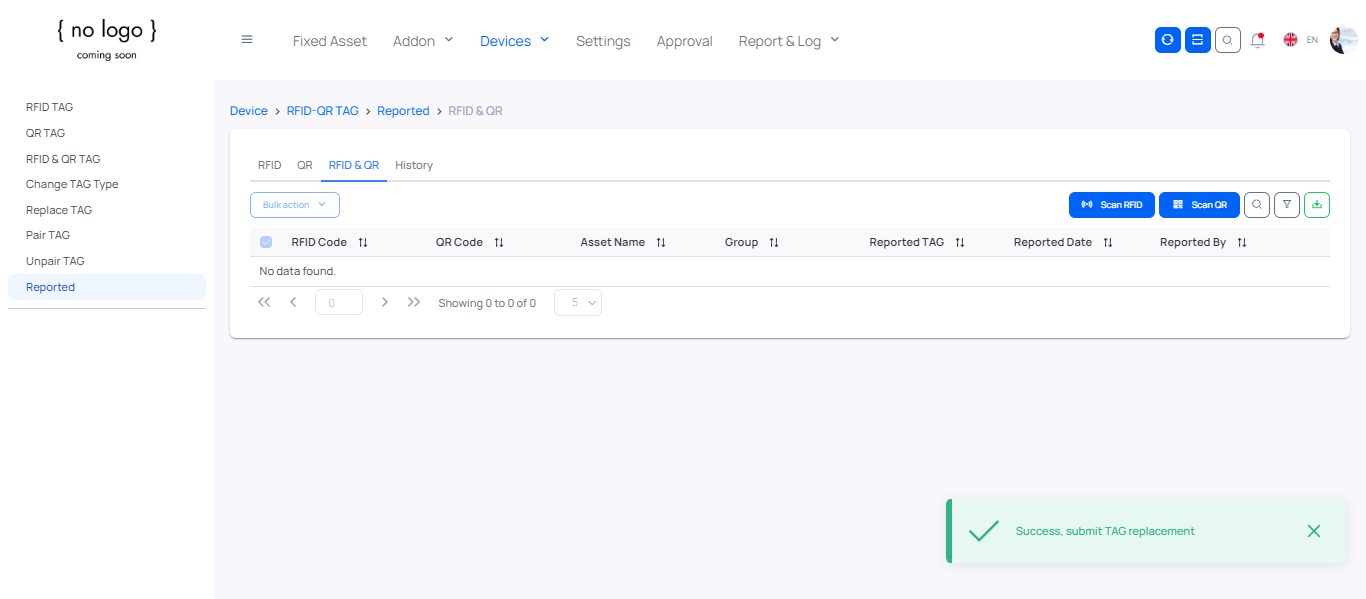 { no logo }
coming soon
Fixed Asset Addon Devices Settings Approval Report & Log EN
RFID TAG
QR TAG
RFID & QR TAG
Change TAG Type
Replace TAG
Pair TAG
Unpair TAG
Reported
Device > RFID-QR TAG > Reported > RFID & QR
RFID QR RFID & QR History
Bulk action Scan RFID Scan QR
RFID Code QR Code Asset Name Group Reported TAG Reported Date Reported By
No data found.
0 Showing 0 to 0 of 0 5
Success, submit TAG replacement